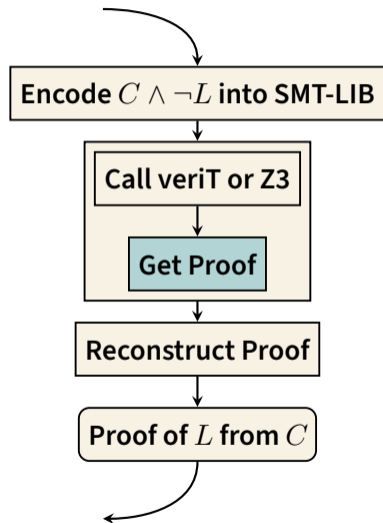 Encode C ∧ ¬L into SMT-LIB
Call veriT or Z3
Get Proof
Reconstruct Proof
Proof of L from C